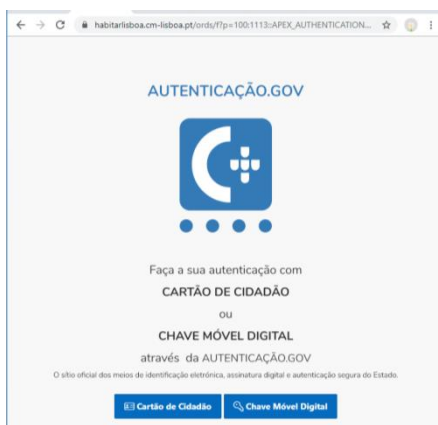 habitarlisboa.cm-lisboa.pt/ords/f?p=100:1113::APEX_AUTHENTICATION...
AUTENTICAÇÃO.GOV
Faça a sua autenticação com
CARTÃO DE CIDADÃO
ou
CHAVE MÓVEL DIGITAL
através da AUTENTICAÇÃO.GOV
O sítio oficial dos meios de identificação eletrónica, assinatura digital e autenticação segura do Estado.
Cartão de Cidadão Chave Móvel Digital